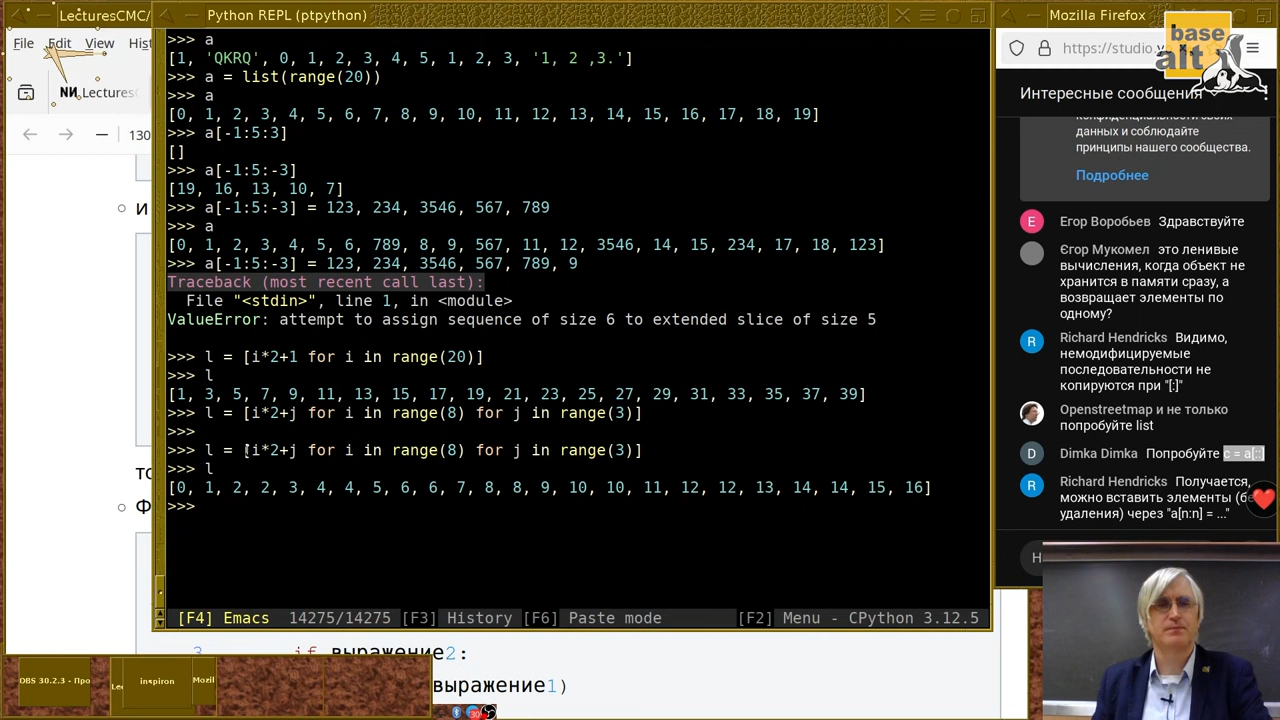 LecturesCMC/
File Edit View Hist
Lectures
130
Python REPL (ptpython)
>>> a
[1, 'QKRQ', 0, 1, 2, 3, 4, 5, 1, 2, 3, '1, 2 ,3.']
>>> a = list(range(20))
>>> a
[0, 1, 2, 3, 4, 5, 6, 7, 8, 9, 10, 11, 12, 13, 14, 15, 16, 17, 18, 19]
>>> a[-1:5:3]
[]
>>> a[-1:5:-3]
[19, 16, 13, 10, 7]
>>> a[-1:5:-3] = 123, 234, 3546, 567, 789
>>> a
[0, 1, 2, 3, 4, 5, 6, 789, 8, 9, 567, 11, 12, 3546, 14, 15, 234, 17, 18, 123]
>>> a[-1:5:-3] = 123, 234, 3546, 567, 789, 9
Traceback (most recent call last):
File "<stdin>", line 1, in <module>
ValueError: attempt to assign sequence of size 6 to extended slice of size 5
>>> l = [i*2+1 for i in range(20)]
>>> l
[1, 3, 5, 7, 9, 11, 13, 15, 17, 19, 21, 23, 25, 27, 29, 31, 33, 35, 37, 39]
>>> l = [i*2+j for i in range(8) for j in range(3)]
>>>
>>> l = [i*2+j for i in range(8) for j in range(3)]
>>> l
[0, 1, 2, 2, 3, 4, 4, 5, 6, 6, 7, 8, 8, 9, 10, 10, 11, 12, 12, 13, 14, 14, 15, 16]
>>>
[F4] Emacs 14275/14275 [F3] History [F6] Paste mode [F2] Menu - CPython 3.12.5
3 if выражение2:
выражение1)
DBS 30.2.3 - Про
inspiron
Mozil
Mozilla Firefox
base
alt
https://studio.
Интересные сообщения
конфиденциальности своих
данных и соблюдайте
принципы нашего сообщества.
Подробнее
Е Егор Воробьев Здравствуйте
Єгор Мукомел это ленивые
вычисления, когда объект не
хранится в памяти сразу, а
возвращает элементы по
одному?
R Richard Hendricks Видимо,
немодифицируемые
последовательности не
копируются при "[:]"
Openstreetmap и не только
попробуйте list
D Dimka Dimka Попробуйте c = a[::]
R Richard Hendricks Получается,
можно вставить элементы (бе
удаления) через "a[n:n] = ..."